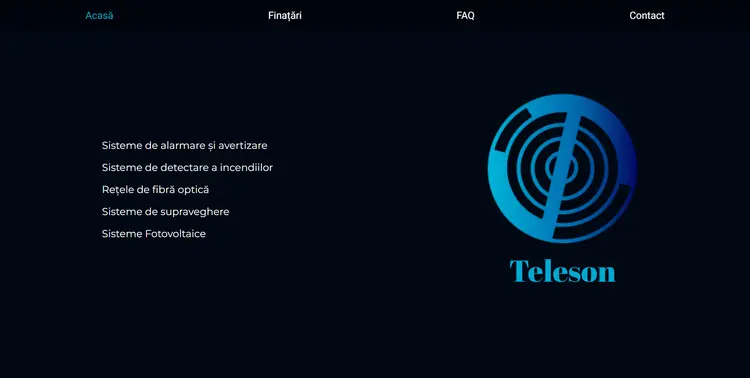 Acasă
Finațări
FAQ
Contact
Sisteme de alarmare și avertizare
Sisteme de detectare a incendiilor
Rețele de fibră optică
Sisteme de supraveghere
Sisteme Fotovoltaice
Teleson